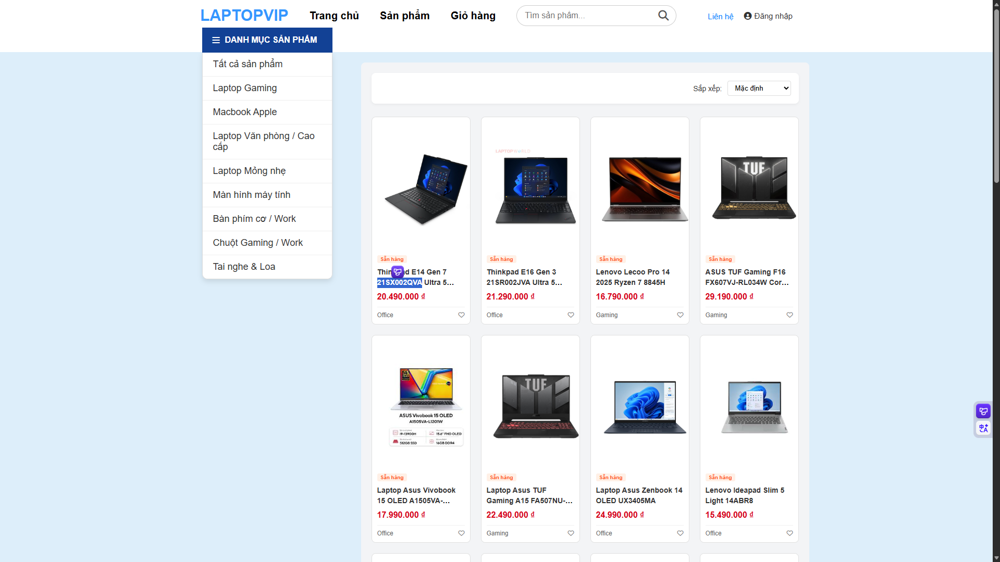 LAPTOPVIP
Trang chủ
Sản phẩm
Giỏ hàng
Tìm sản phẩm...
Liên hệ
Đăng nhập
DANH MỤC SẢN PHẨM
Tất cả sản phẩm
Laptop Gaming
Macbook Apple
Laptop Văn phòng / Cao
cấp
Laptop Mỏng nhẹ
Màn hình máy tính
Bàn phím cơ / Work
Chuột Gaming / Work
Tai nghe & Loa
Sắp xếp:
Mặc định
Sẵn hàng
E14 Gen 7
21SX002QVA Ultra 5...
20.490.000 ₫
Office
LAPTOPWORLD
Sẵn hàng
Thinkpad E16 Gen 3
21SR002JVA Ultra 5...
21.290.000 ₫
Office
Sẵn hàng
Lenovo Lecoo Pro 14
2025 Ryzen 7 8845H
16.790.000 ₫
Gaming
TUF
Sẵn hàng
ASUS TUF Gaming F16
FX607VJ-RL034W Cor...
29.190.000 ₫
Gaming
ASUS Vivobook 15 OLED
A1505VA-L1201W
i9-13900H
15.6" FHD OLED
512GB SSD
16GB DDR4
Sẵn hàng
Laptop Asus Vivobook
15 OLED A1505VA-...
17.990.000 ₫
Office
TUF
Sẵn hàng
Laptop Asus TUF
Gaming A15 FA507NU-...
22.490.000 ₫
Gaming
Sẵn hàng
Laptop Asus Zenbook 14
OLED UX3405MA
24.990.000 ₫
Office
Sẵn hàng
Lenovo Ideapad Slim 5
Light 14ABR8
15.490.000 ₫
Office